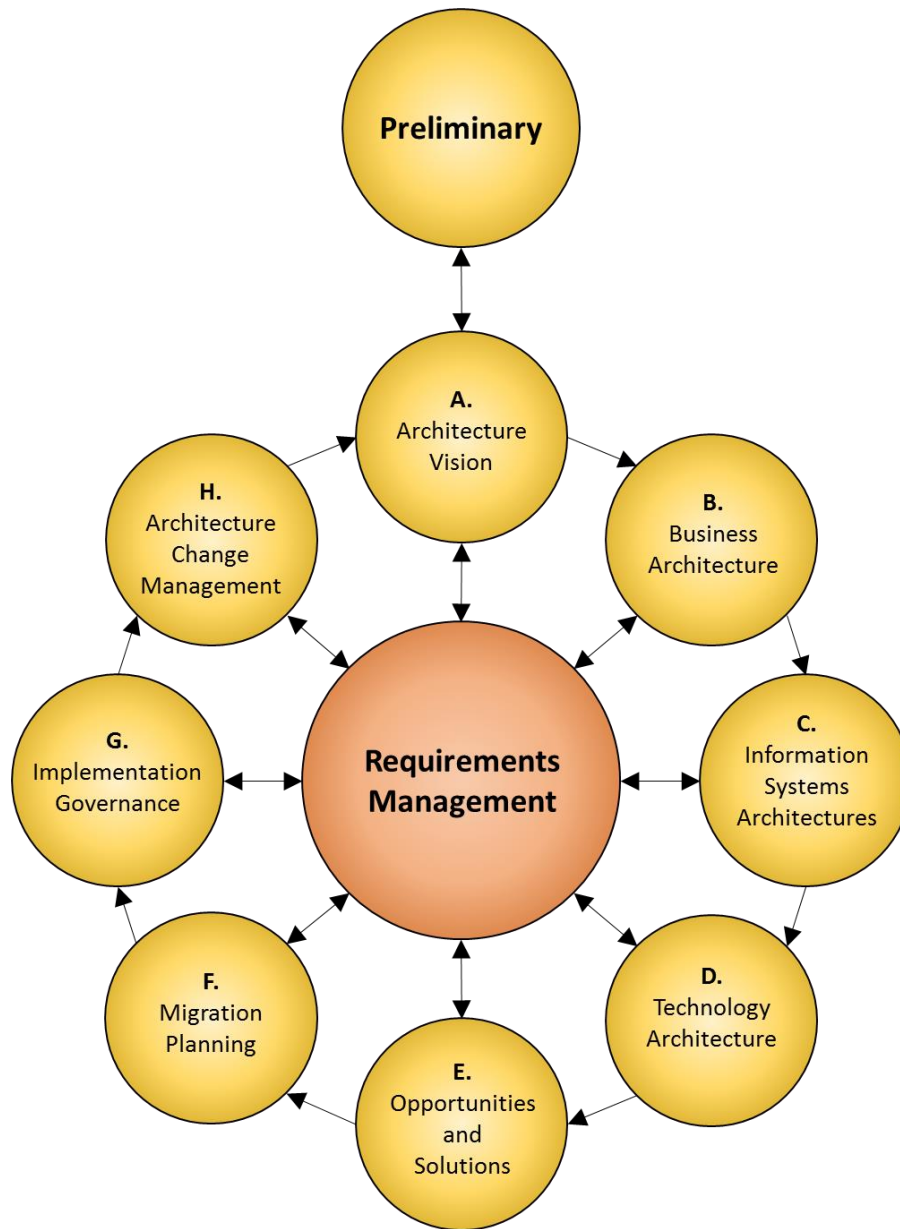 Preliminary
A.
Architecture
Vision
B.
Business
Architecture
C.
Information
Systems
Architectures
D.
Technology
Architecture
E.
Opportunities
and
Solutions
F.
Migration
Planning
G.
Implementation
Governance
H.
Architecture
Change
Management
Requirements
Management